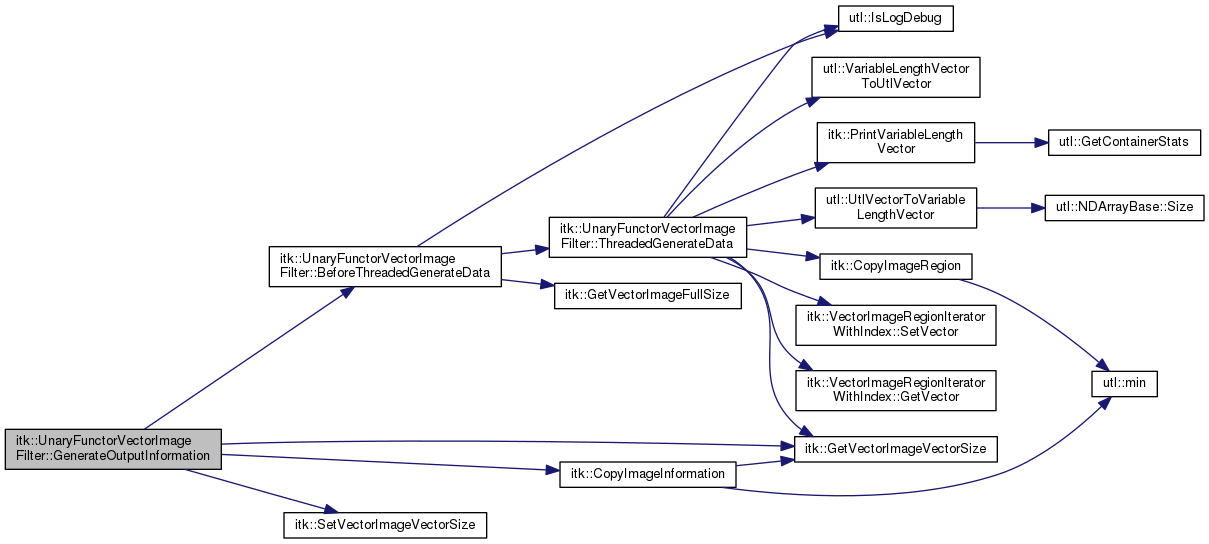 utl::IsLogDebug
utl::VariableLengthVector
ToUtlVector
itk::PrintVariableLength
Vector
utl::GetContainerStats
utl::UtlVectorToVariable
LengthVector
utl::NDArrayBase::Size
itk::UnaryFunctorVectorImage
Filter::ThreadedGenerateData
itk::UnaryFunctorVectorImage
Filter::BeforeThreadedGenerateData
itk::CopyImageRegion
itk::GetVectorImageFullSize
itk::VectorImageRegionIterator
WithIndex::SetVector
itk::VectorImageRegionIterator
WithIndex::GetVector
utl::min
itk::UnaryFunctorVectorImage
Filter::GenerateOutputInformation
itk::GetVectorImageVectorSize
itk::CopyImageInformation
itk::SetVectorImageVectorSize